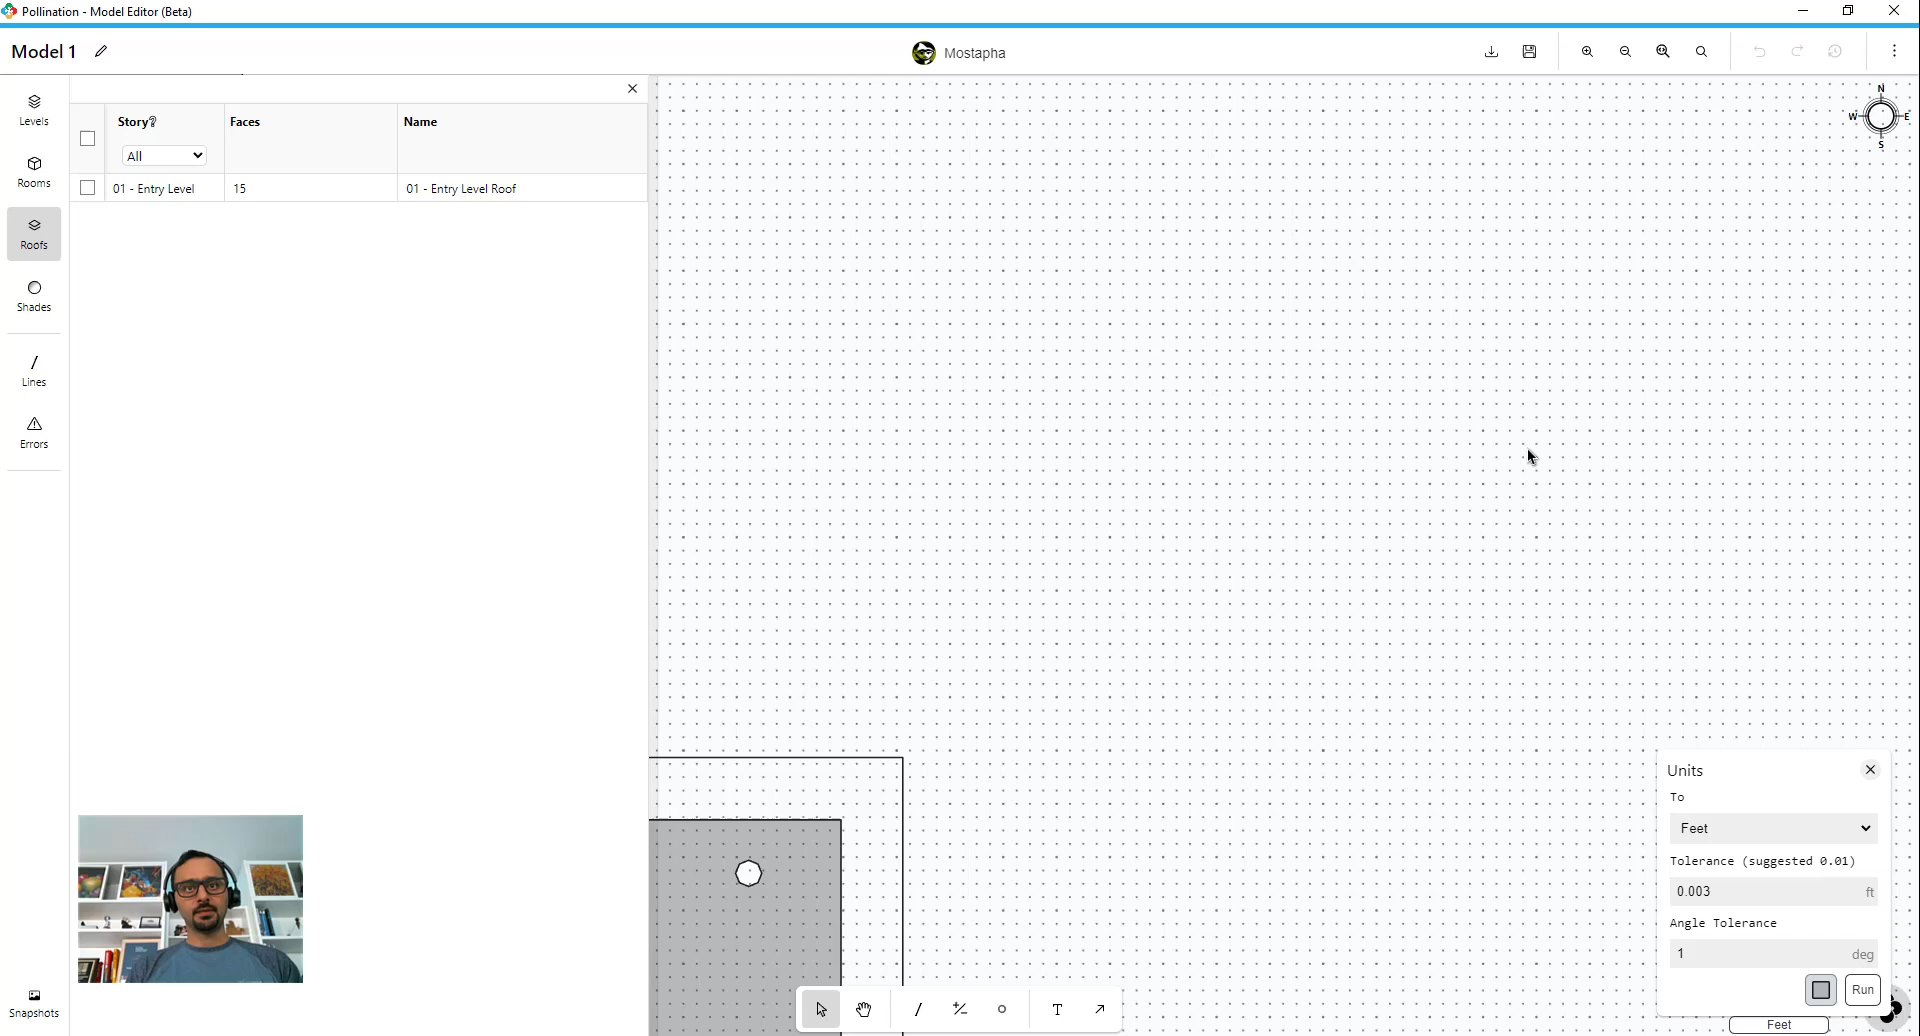 Pollination - Model Editor (Beta)
Model 1
Mostapha
Levels
Rooms
Roofs
Shades
Lines
Errors
Snapshots
Story?
Faces
Name
All
01 - Entry Level
15
01 - Entry Level Roof
N
W
E
S
Units
To
Feet
Tolerance (suggested 0.01)
0.003
ft
Angle Tolerance
1
deg
Run
T
Feet